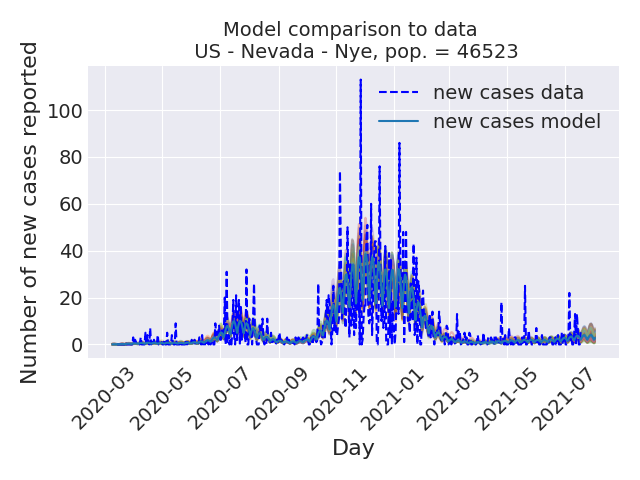 Model comparison to data
US - Nevada - Nye, pop. = 46523
Number of new cases reported
new cases data
new cases model
100
80
60
40
20
0
2020-03
2020-05
2020-07
2020-09
2020-11
2021-01
2021-03
2021-05
2021-07
Day